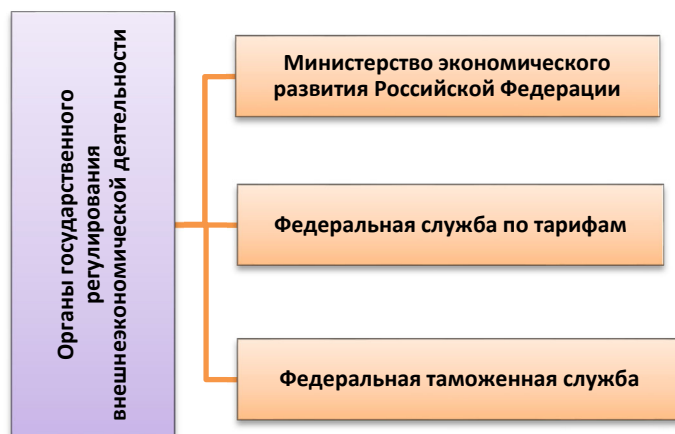 Органы государственного
регулирования
внешнеэкономической деятельности
Министерство экономического
развития Российской Федерации
Федеральная служба по тарифам
Федеральная таможенная служба